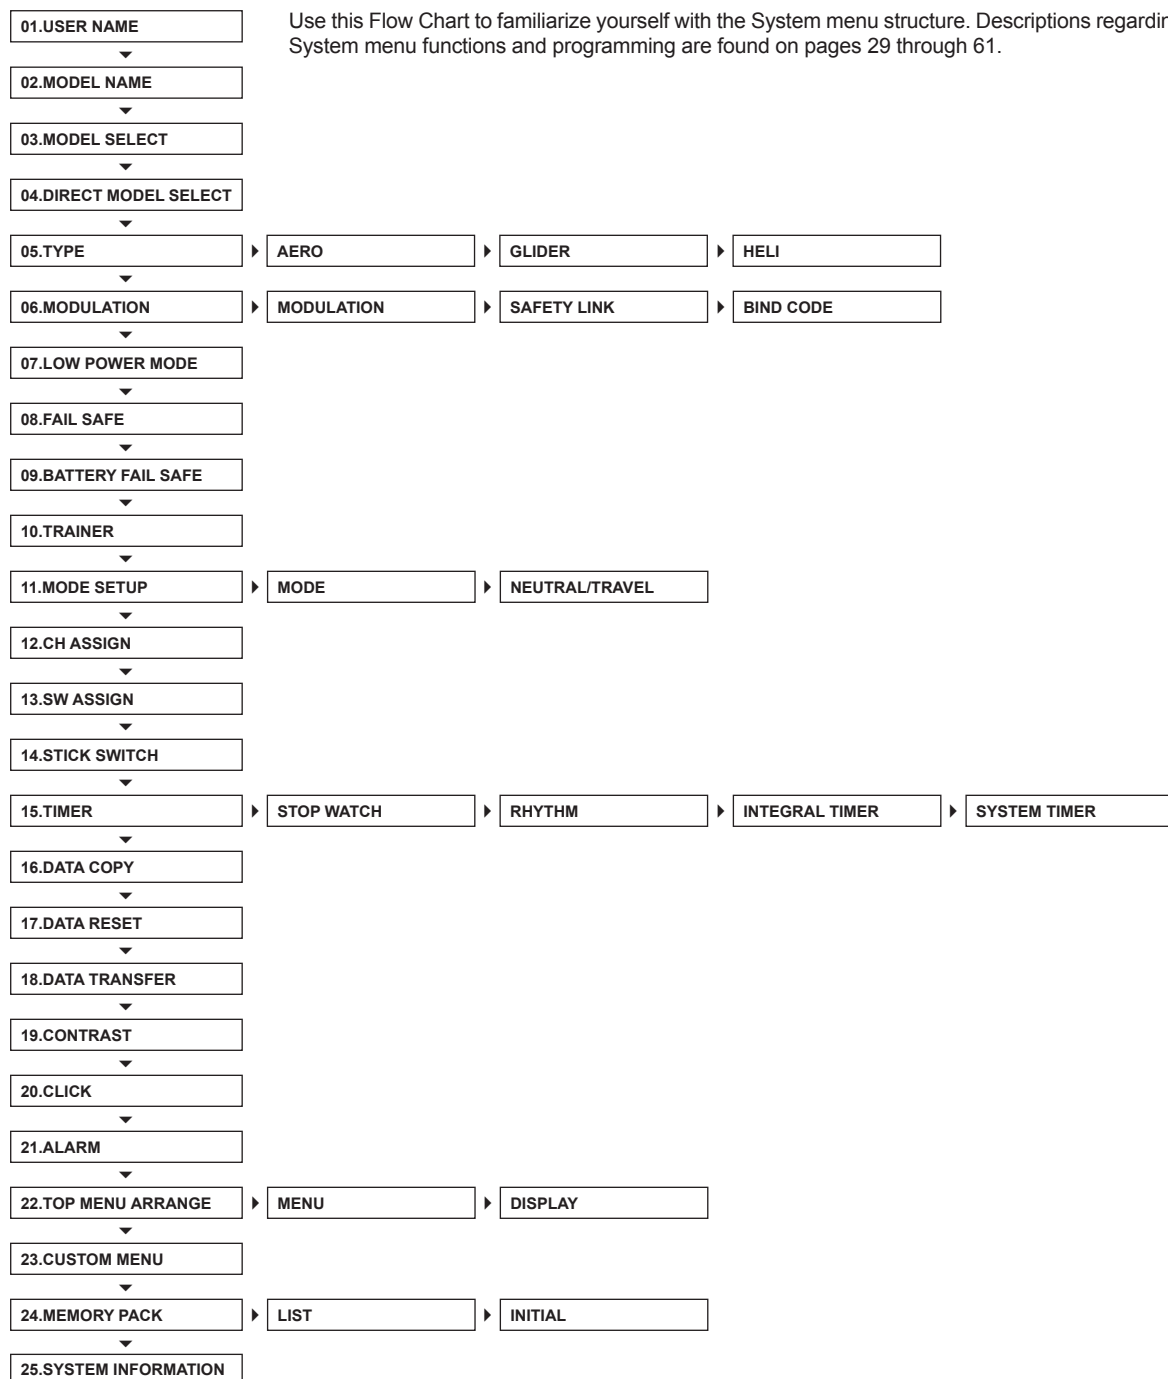 01.USER NAME
Use this Flow Chart to familiarize yourself with the System menu structure. Descriptions
System menu functions and programming are found on pages 29 through 61.
02.MODEL NAME
03.MODEL SELECT
04.DIRECT MODEL SELECT
05.TYPE
AERO
GLIDER
HELI
06.MODULATION
MODULATION
SAFETY LINK
BIND CODE
07.LOW POWER MODE
08.FAIL SAFE
09.BATTERY FAIL SAFE
10.TRAINER
11.MODE SETUP
MODE
NEUTRAL/TRAVEL
12.CH ASSIGN
13.SW ASSIGN
14.STICK SWITCH
15.TIMER
STOP WATCH
RHYTHM
INTEGRAL TIMER
SYSTEM TIMER
16.DATA COPY
17.DATA RESET
18.DATA TRANSFER
19.CONTRAST
20.CLICK
21.ALARM
22.TOP MENU ARRANGE
MENU
DISPLAY
23.CUSTOM MENU
24.MEMORY PACK
LIST
INITIAL
25.SYSTEM INFORMATION